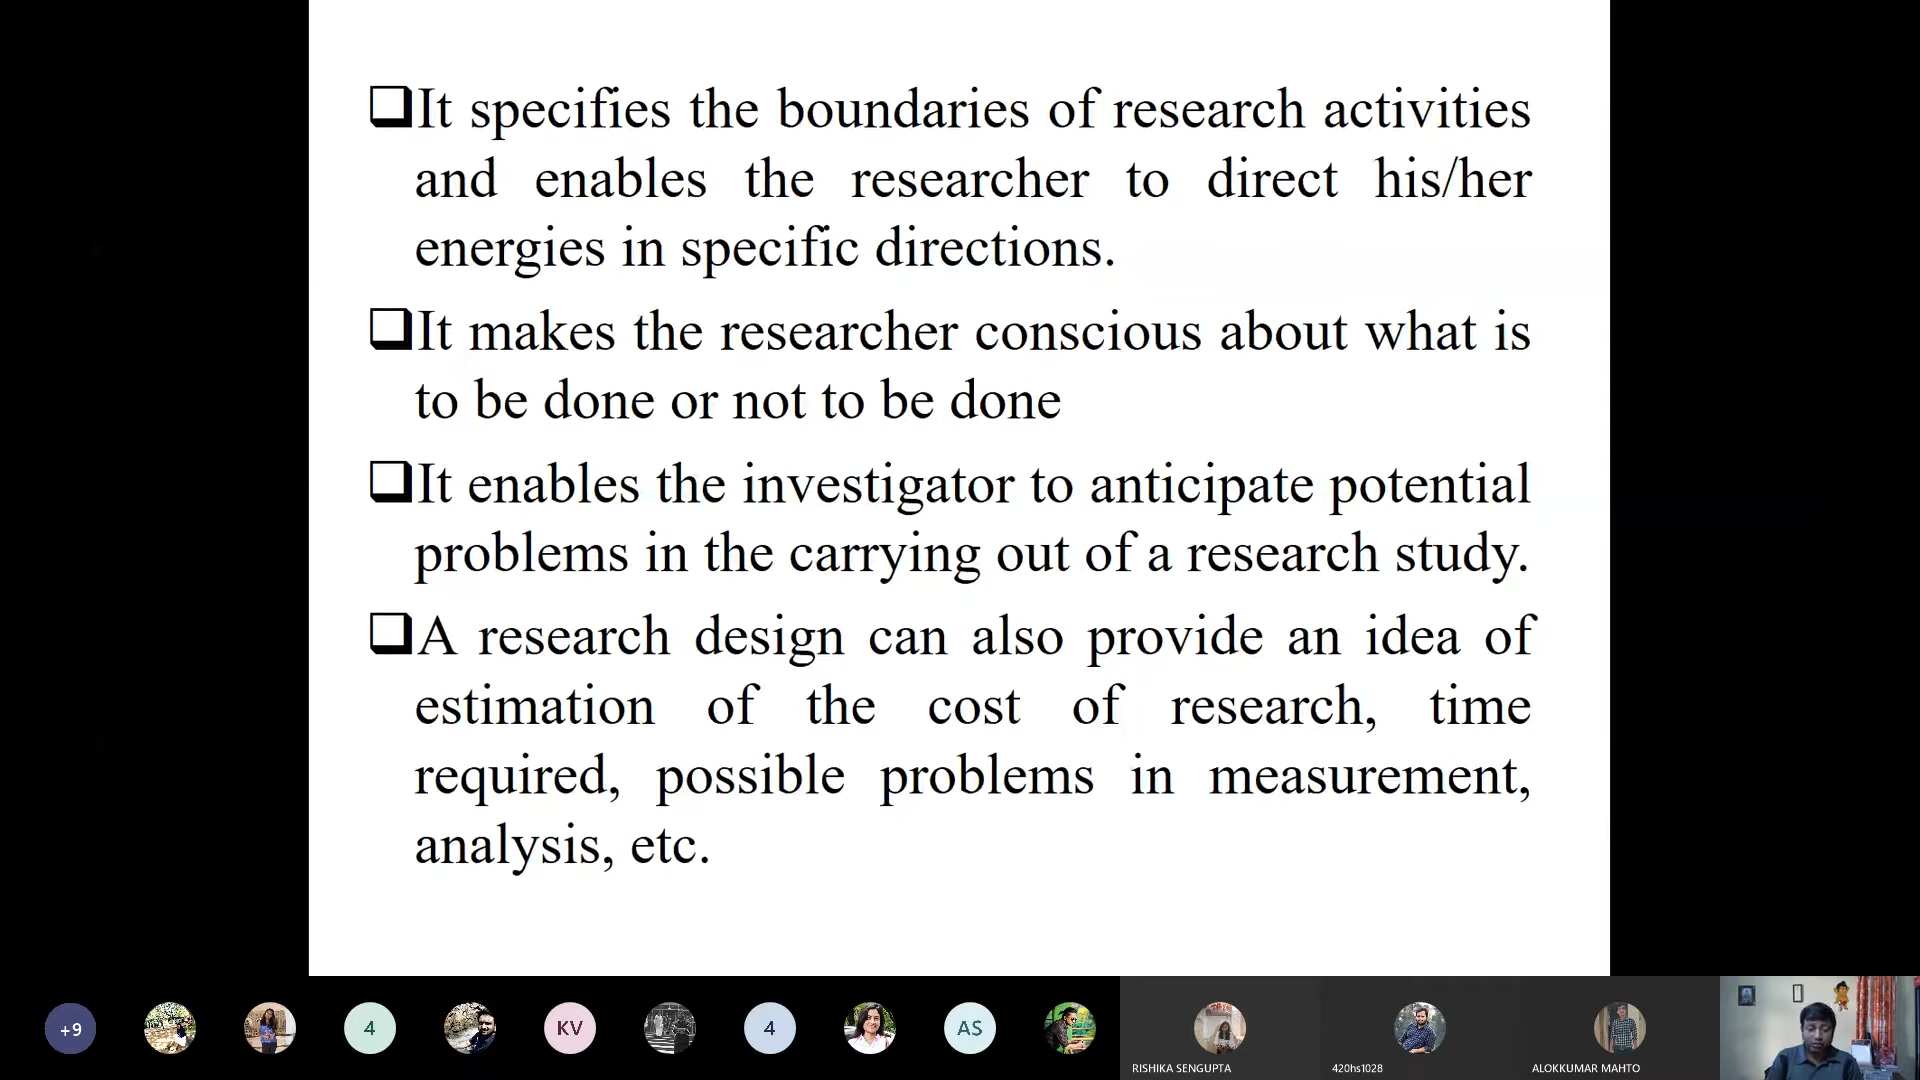 ❑It specifies the boundaries of research activities
and enables the researcher to direct his/her
energies in specific directions.
❑It makes the researcher conscious about what is
to be done or not to be done
❑It enables the investigator to anticipate potential
problems in the carrying out of a research study.
❑A research design can also provide an idea of
estimation of the cost of research, time
required, possible problems in measurement,
analysis, etc.
+9 4 KV 4 AS
RISHIKA SENGUPTA 420hs1028 ALOKKUMAR MAHTO